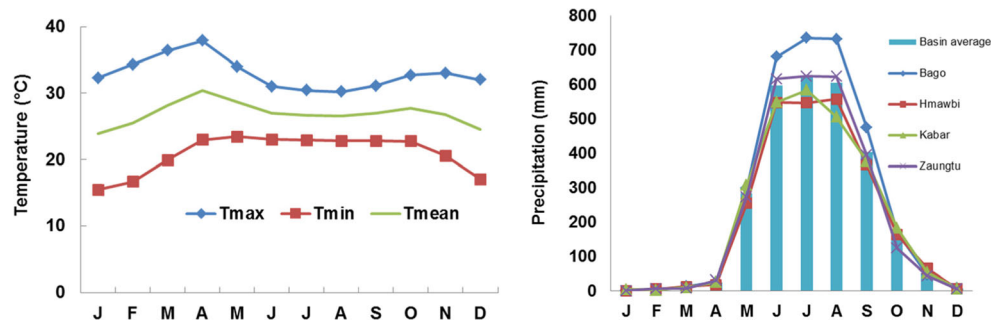 40
30
20
10
0
Temperature (°C)
Tmax Tmin Tmean
J F M A M J J A S O N D
800
700
600
500
400
300
200
100
0
Precipitation (mm)
Basin average
Bago
Hmawbi
Kabar
Zaungtu
J F M A M J J A S O N D